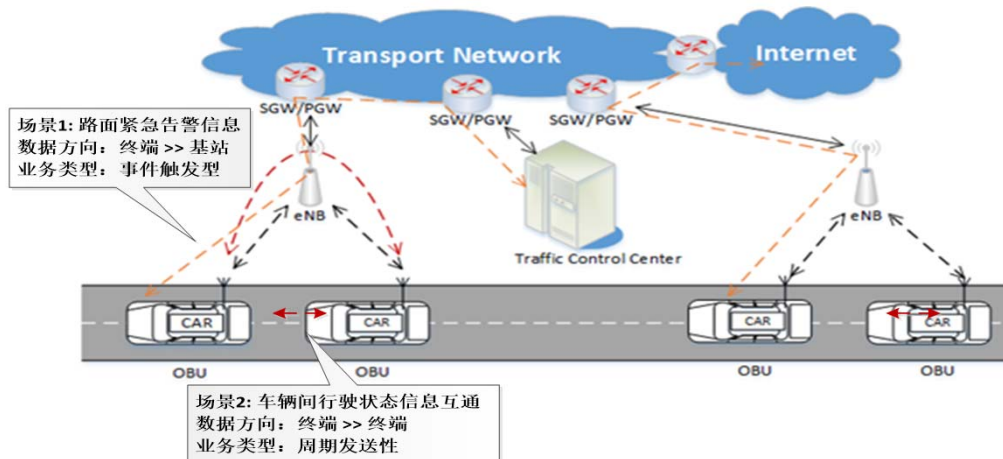 Transport Network
Internet
SGW/PGW
SGW/PGW
SGW/PGW
场景1: 路面紧急告警信息
数据方向：终端 >> 基站
业务类型：事件触发型
eNB
eNB
Traffic Control Center
CAR
CAR
CAR
CAR
OBU
OBU
OBU
OBU
场景2: 车辆间行驶状态信息互通
数据方向：终端 >> 终端
业务类型：周期发送性